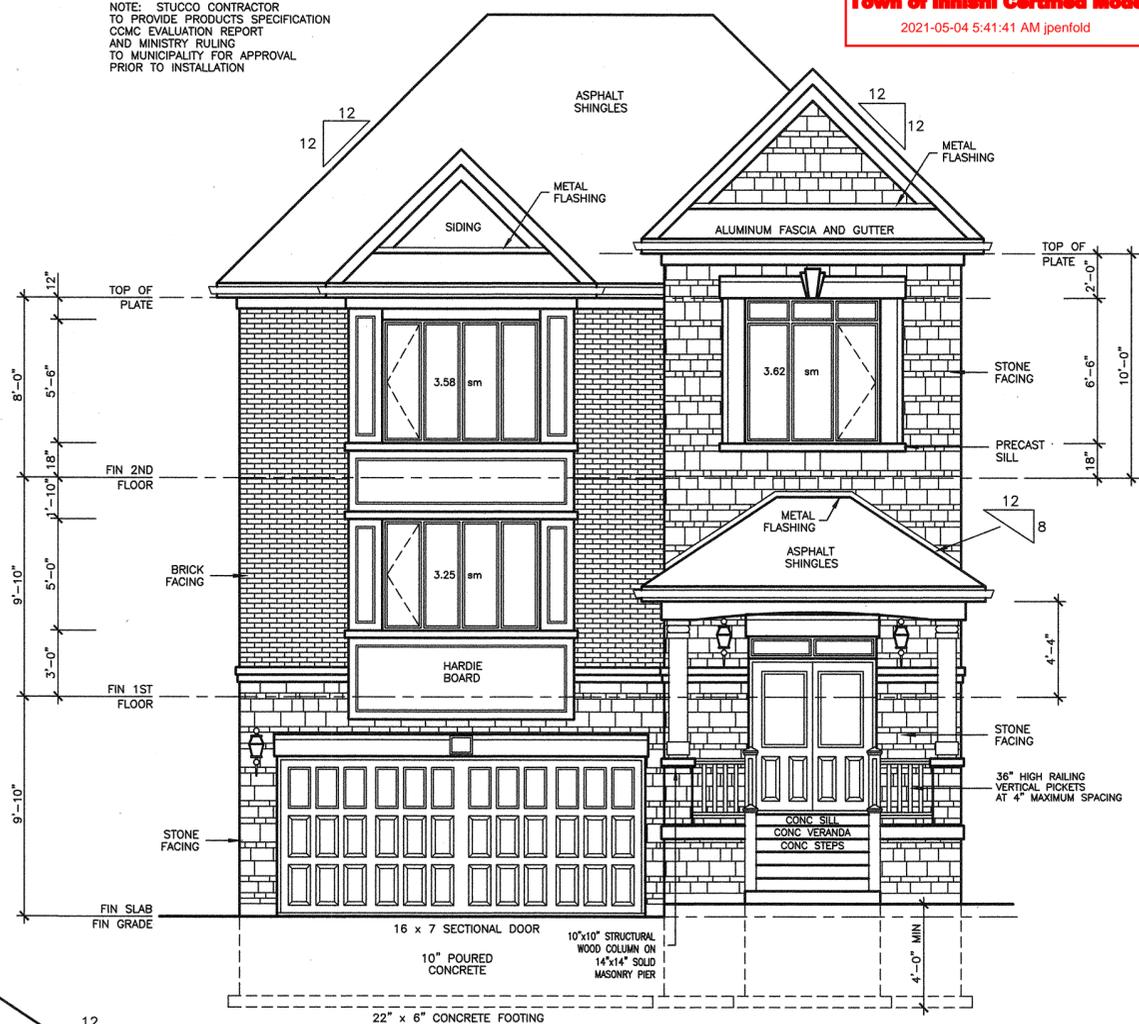 NOTE: STUCCO CONTRACTOR
TO PROVIDE PRODUCTS SPECIFICATION
CCMC EVALUATION REPORT
AND MINISTRY RULING
TO MUNICIPALITY FOR APPROVAL
PRIOR TO INSTALLATION
2021-05-04 5:41:41 AM jpenfold
ASPHALT
SHINGLES
12
12
12
12
METAL
FLASHING
METAL
FLASHING
SIDING
ALUMINUM FASCIA AND GUTTER
TOP OF
PLATE
TOP OF
PLATE
12"
2'-0"
8'-0"
5'-6"
18"
3.58 sm
3.62 sm
STONE
FACING
6'-6"
10'-0"
PRECAST
SILL
18"
FIN 2ND
FLOOR
1'-10"
METAL
FLASHING
ASPHALT
SHINGLES
12
8
BRICK
FACING
9'-10"
5'-0"
3.25 sm
3'-0"
4'-4"
HARDIE
BOARD
FIN 1ST
FLOOR
STONE
FACING
36" HIGH RAILING
VERTICAL PICKETS
AT 4" MAXIMUM SPACING
9'-10"
STONE
FACING
CONC SILL
CONC VERANDA
CONC STEPS
FIN SLAB
FIN GRADE
16 x 7 SECTIONAL DOOR
10" POURED
CONCRETE
10"x10" STRUCTURAL
WOOD COLUMN ON
14"x14" SOLID
MASONRY PIER
4'-0" MIN
22" x 6" CONCRETE FOOTING
12